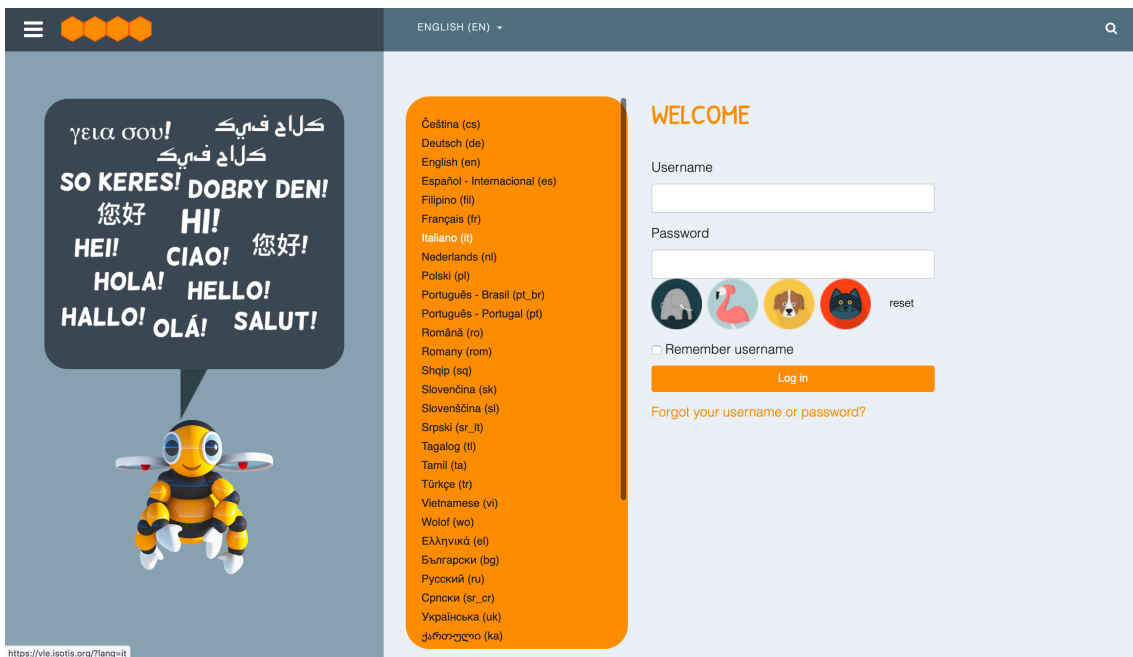 ENGLISH (EN)
γεια σου!
SO KERES! DOBRY DEN!
您好 HI!
HEI! CIAO! 您好!
HOLA! HELLO!
HALLO! OLÁ! SALUT!
Čeština (cs)
Deutsch (de)
English (en)
Español - Internacional (es)
Filipino (fil)
Français (fr)
Italiano (it)
Nederlands (nl)
Polski (pl)
Português - Brasil (pt_br)
Português - Portugal (pt)
Română (ro)
Romany (rom)
Shqip (sq)
Slovenčina (sk)
Slovenščina (sl)
Srpski (sr_lt)
Tagalog (tl)
Tamil (ta)
Türkçe (tr)
Vietnamese (vi)
Wolof (wo)
Ελληνικά (el)
Български (bg)
Русский (ru)
Српски (sr_cr)
Українська (uk)
ქართული (ka)
WELCOME
Username
Password
reset
Remember username
Log in
Forgot your username or password?
https://vle.isotis.org/?lang=it